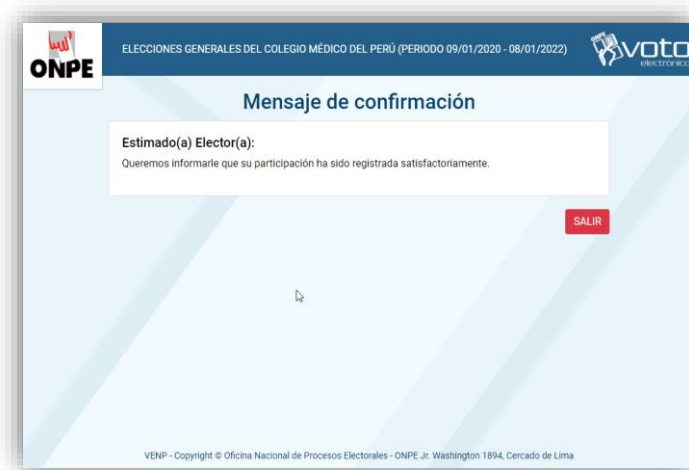 ONPE
ELECCIONES GENERALES DEL COLEGIO MÉDICO DEL PERÚ (PERIODO 09/01/2020 - 08/01/2022)
voto
electrónico
Mensaje de confirmación
Estimado(a) Elector(a):
Queremos informarle que su participación ha sido registrada satisfactoriamente.
SALIR
VENP - Copyright © Oficina Nacional de Procesos Electorales - ONPE Jr. Washington 1894, Cercado de Lima